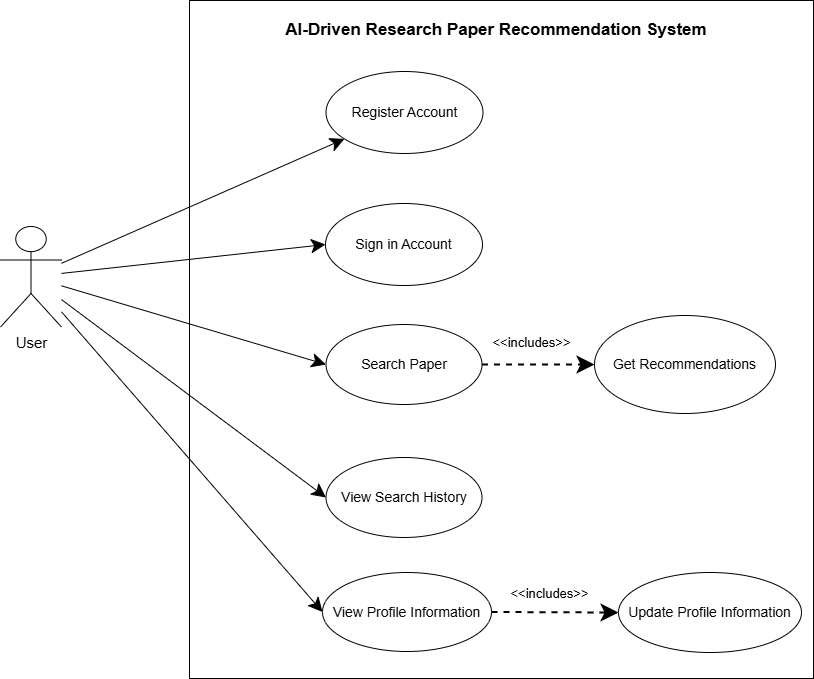 AI-Driven Research Paper Recommendation System
Register Account
Sign in Account
User
Search Paper
<<includes>>
Get Recommendations
View Search History
View Profile Information
<<includes>>
Update Profile Information